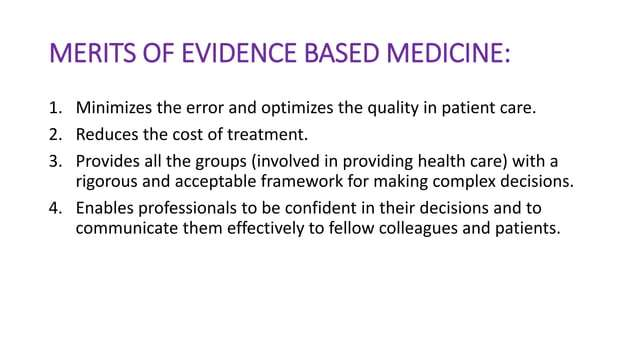 MERITS OF EVIDENCE BASED MEDICINE:
1. Minimizes the error and optimizes the quality in patient care.
2. Reduces the cost of treatment.
3. Provides all the groups (involved in providing health care) with a
rigorous and acceptable framework for making complex decisions.
4. Enables professionals to be confident in their decisions and to
communicate them effectively to fellow colleagues and patients.